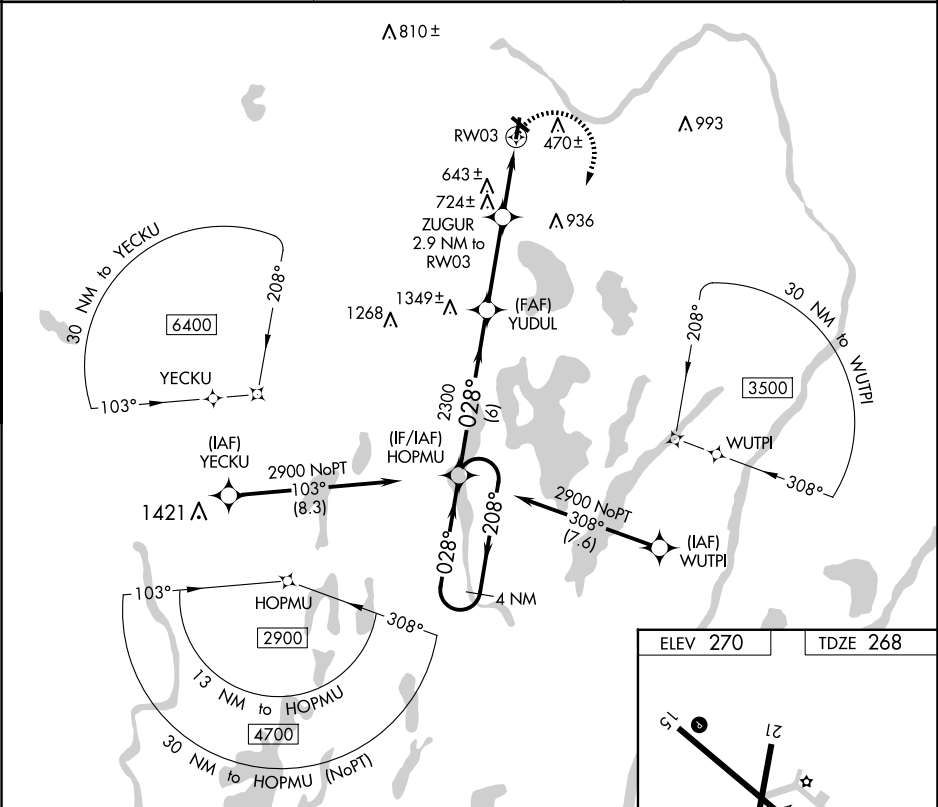 810±
993
RW03
470±
643±
724±
ZUGUR
2.9 NM to
RW03
936
30 NM to YECKU
208°
6400
YECKU
103°
1268
1349±
(FAF)
YUDUL
30 NM to WUTPI
208°
3500
WUTPI
308°
2300
028°
(6)
(IF/IAF)
HOPMU
(IAF)
YECKU
2900 NoPT
103°
(8.3)
1421
028°
208°
4 NM
2900 NoPT
308°
(7.6)
(IAF)
WUTPI
103°
HOPMU
308°
2900
13 NM to HOPMU
4700
30 NM to HOPMU (NoPT)
ELEV 270
TDZE 268
15
P
21